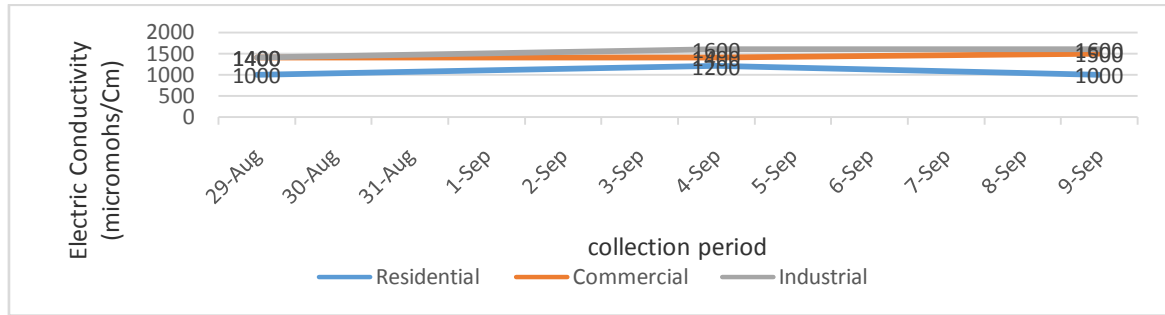 2000
1500
1000
500
0
1400
1000
1600
1200
1600
1500
1000
Electric Conductivity
(micromohs/Cm)
29-Aug
30-Aug
31-Aug
1-Sep
2-Sep
3-Sep
4-Sep
5-Sep
6-Sep
7-Sep
8-Sep
9-Sep
collection period
Residential
Commercial
Industrial